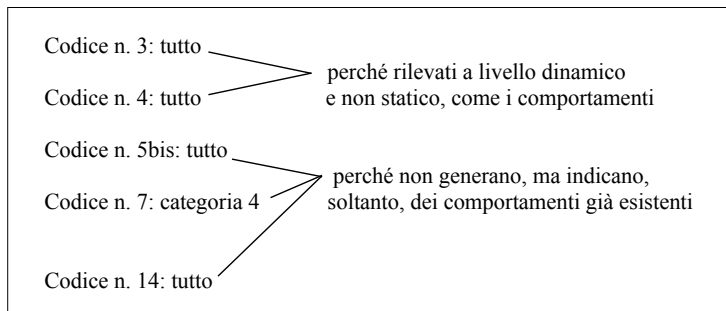 Codice n. 3: tutto
perché rilevati a livello dinamico
Codice n. 4: tutto
e non statico, come i comportamenti
Codice n. 5bis: tutto
perché non generano, ma indicano,
Codice n. 7: categoria 4
soltanto, dei comportamenti già esistenti
Codice n. 14: tutto